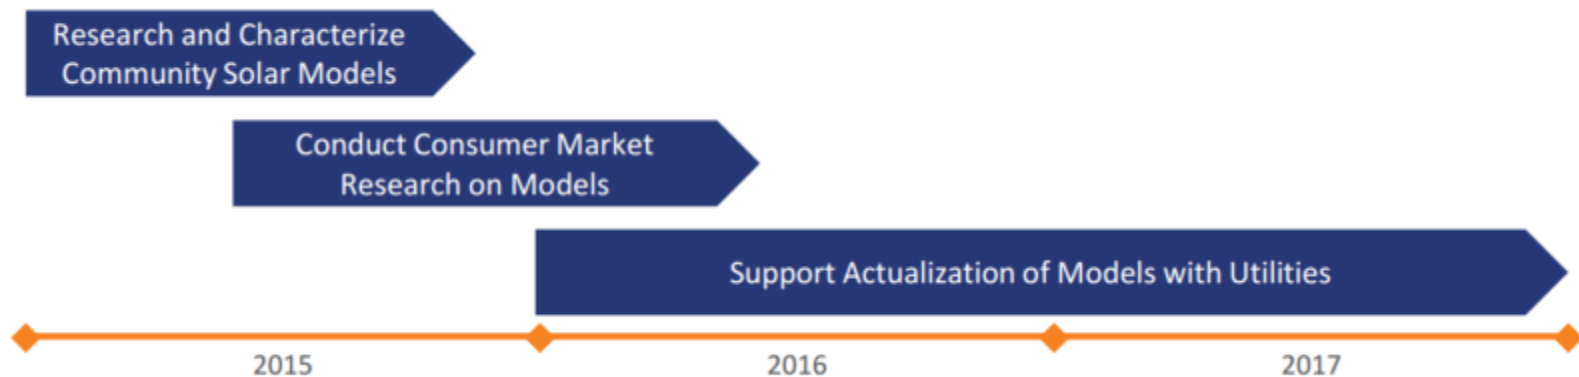 Research and Characterize
Community Solar Models
Conduct Consumer Market
Research on Models
Support Actualization of Models with Utilities
2015
2016
2017